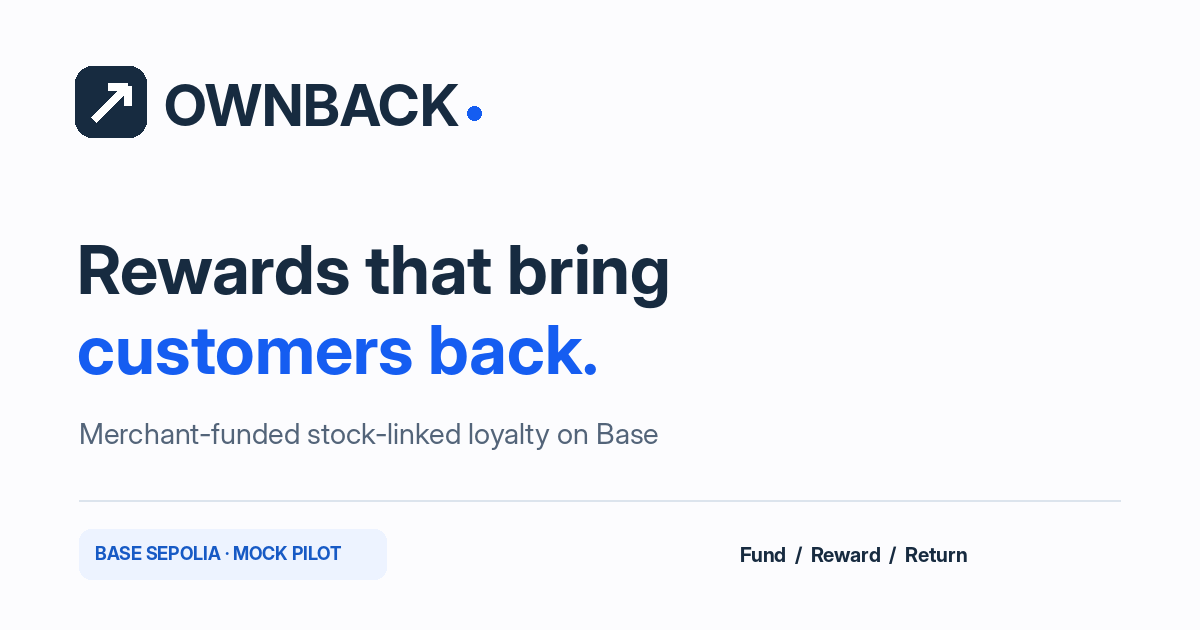 OWNBACK
Rewards that bring
customers back.
Merchant-funded stock-linked loyalty on Base
BASE SEPOLIA · MOCK PILOT
Fund / Reward / Return